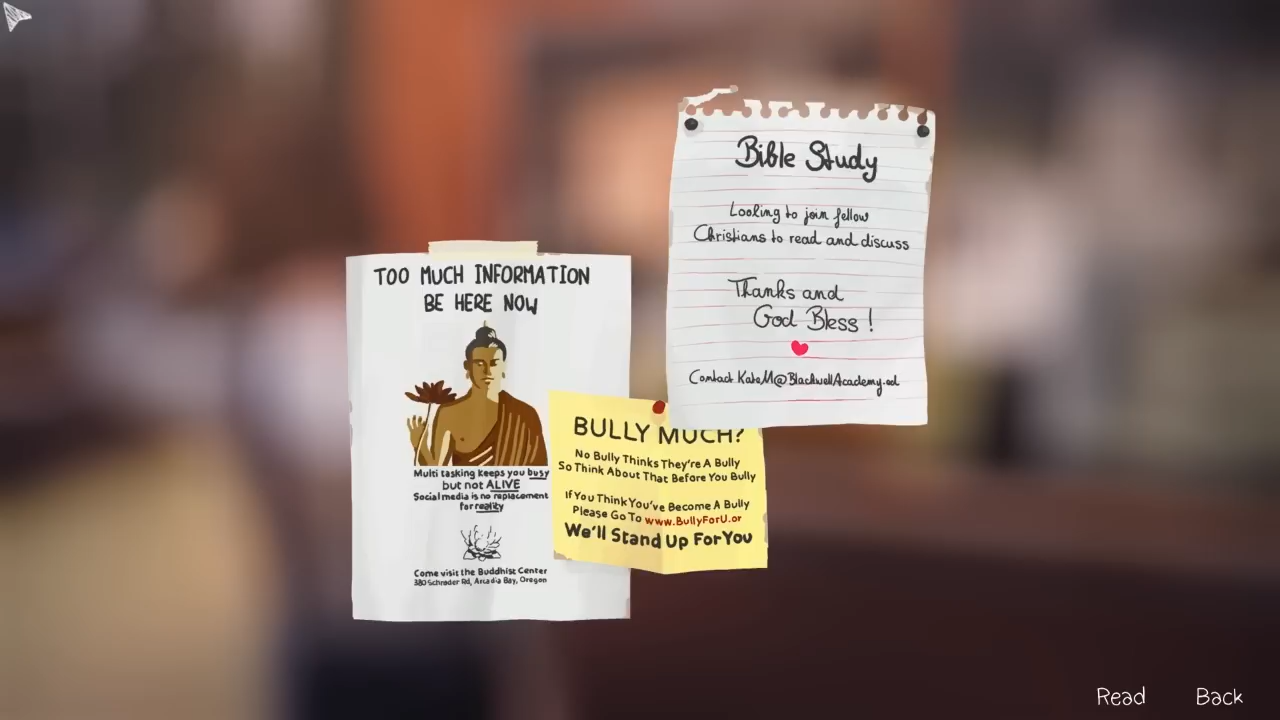 Bible Study
Looking to join fellow
Christians to read and discuss
Thanks and
God Bless !
Contact KateM@BlackwellAcademy.ed
TOO MUCH INFORMATION
BE HERE NOW
Multi tasking keeps you busy
but not ALIVE
Social media is no replacement
for reality
Come visit the Buddhist Center
380 Schrader Rd, Arcadia Bay, Oregon
BULLY MUCH?
No Bully Thinks They're A Bully
So Think About That Before You Bully
If You Think You've Become A Bully
Please Go To www.BullyForU.or
We'll Stand Up For You
Read
Back